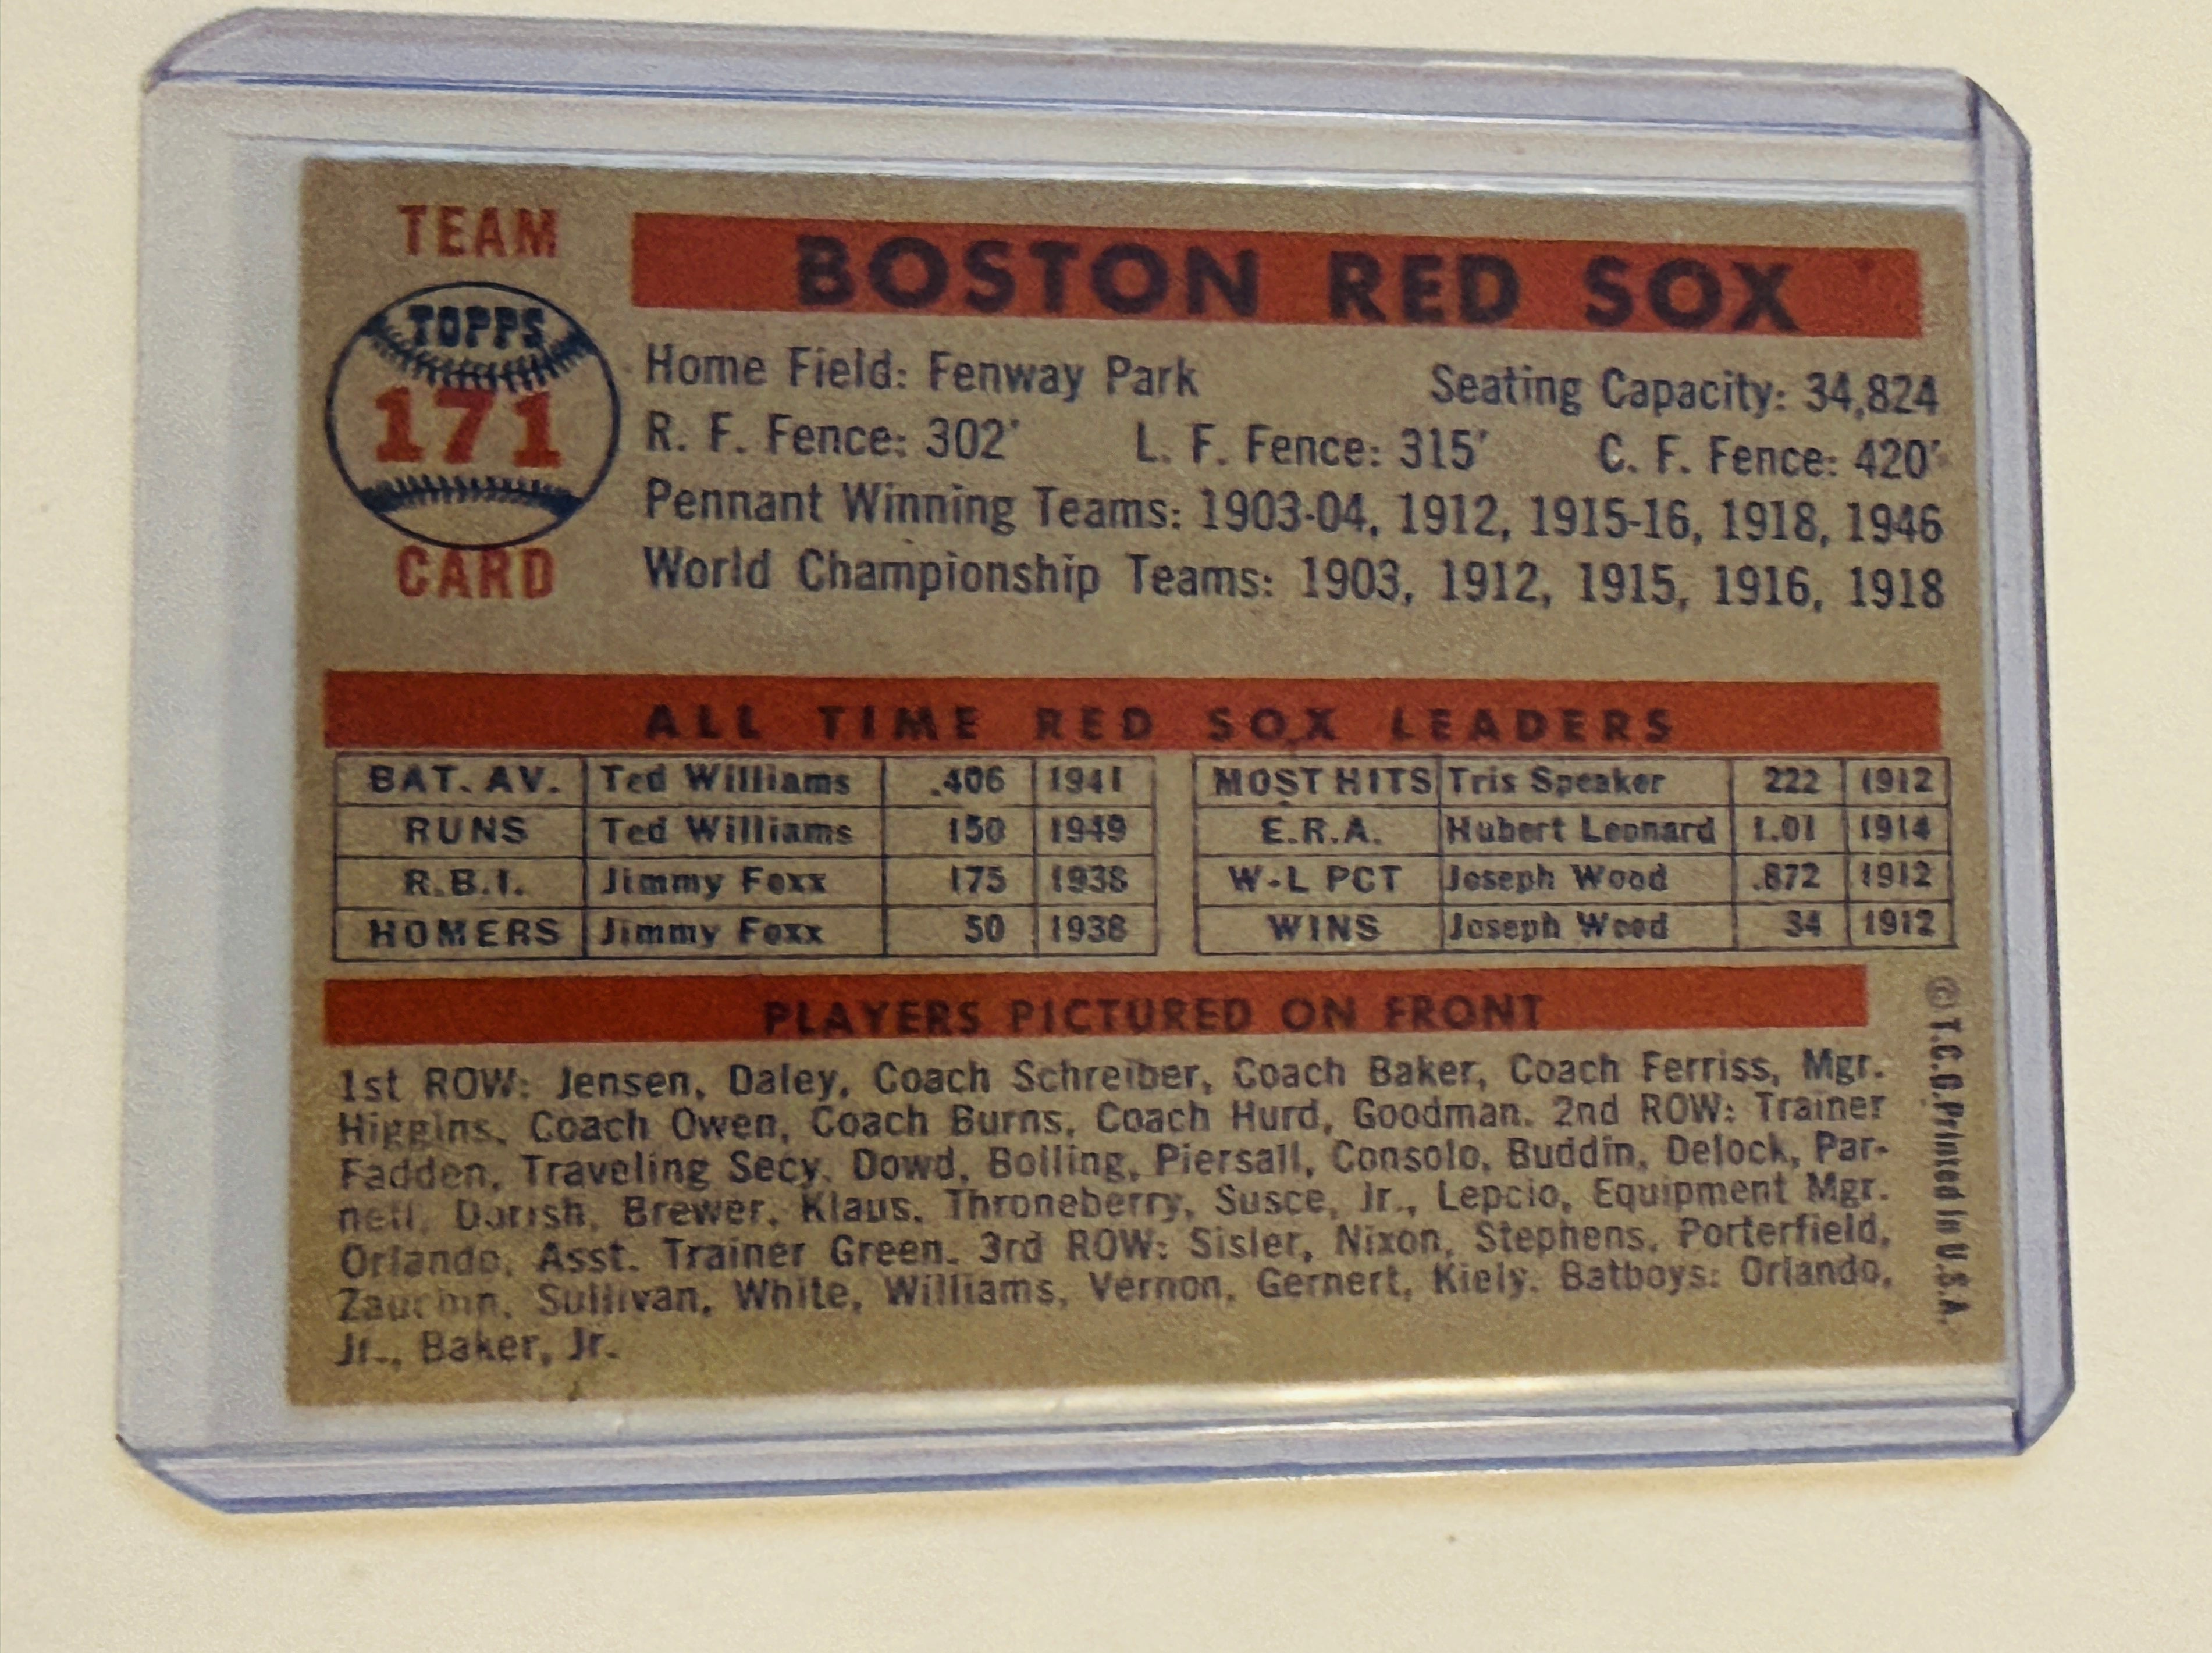 TEAM
TOPPS
171
CARD
BOSTON RED SOX
Home Field: Fenway Park Seating Capacity: 34,824
R. F. Fence: 302' L. F. Fence: 315' C. F. Fence: 420'
Pennant Winning Teams: 1903-04, 1912, 1915-16, 1918, 1946
World Championship Teams: 1903, 1912, 1915, 1916, 1918
ALL TIME RED SOX LEADERS
BAT. AV. Ted Williams .406 1941 MOST HITS Tris Speaker 222 1912
RUNS Ted Williams 150 1949 E.R.A. Hubert Leonard 1.01 1914
R.B.I. Jimmy Foxx 175 1938 W-L PCT Joseph Wood .872 1912
HOMERS Jimmy Foxx 50 1938 WINS Joseph Wood 34 1912
PLAYERS PICTURED ON FRONT
1st ROW: Jensen, Daley, Coach Schreiber, Coach Baker, Coach Ferriss, Mgr.
Higgins, Coach Owen, Coach Burns, Coach Hurd, Goodman. 2nd ROW: Trainer
Fadden, Traveling Secy. Dowd, Bolling, Piersall, Consolo, Buddin, Delock, Par-
nell, Dorish, Brewer, Klaus, Throneberry, Susce, Jr., Lepcio, Equipment Mgr.
Orlando, Asst. Trainer Green. 3rd ROW: Sisler, Nixon, Stephens, Porterfield,
Zauchin, Sullivan, White, Williams, Vernon, Gernert, Kiely. Batboys: Orlando,
Jr., Baker, Jr.
© T.C.G. Printed in U.S.A.